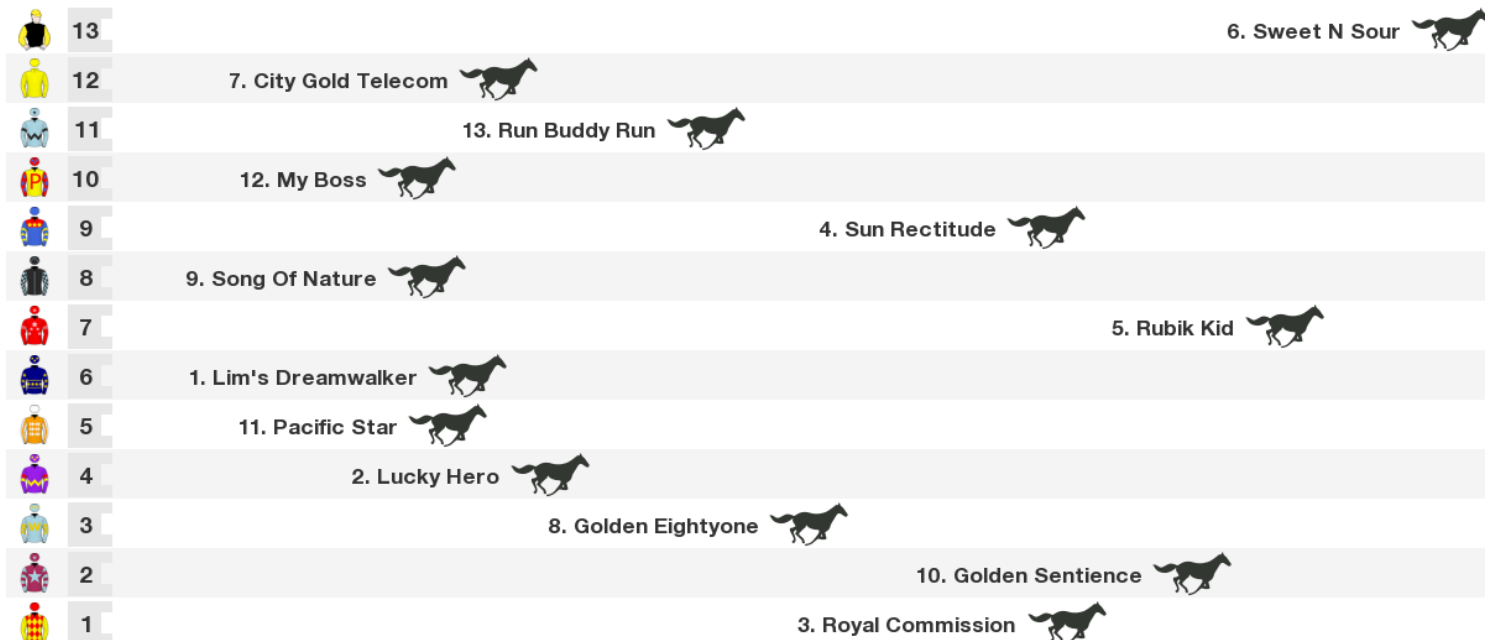 13 6. Sweet N Sour
12 7. City Gold Telecom
11 13. Run Buddy Run
10 P 12. My Boss
9 4. Sun Rectitude
8 9. Song Of Nature
7 5. Rubik Kid
6 1. Lim's Dreamwalker
5 11. Pacific Star
4 2. Lucky Hero
3 8. Golden Eightyone
2 10. Golden Sentience
1 3. Royal Commission